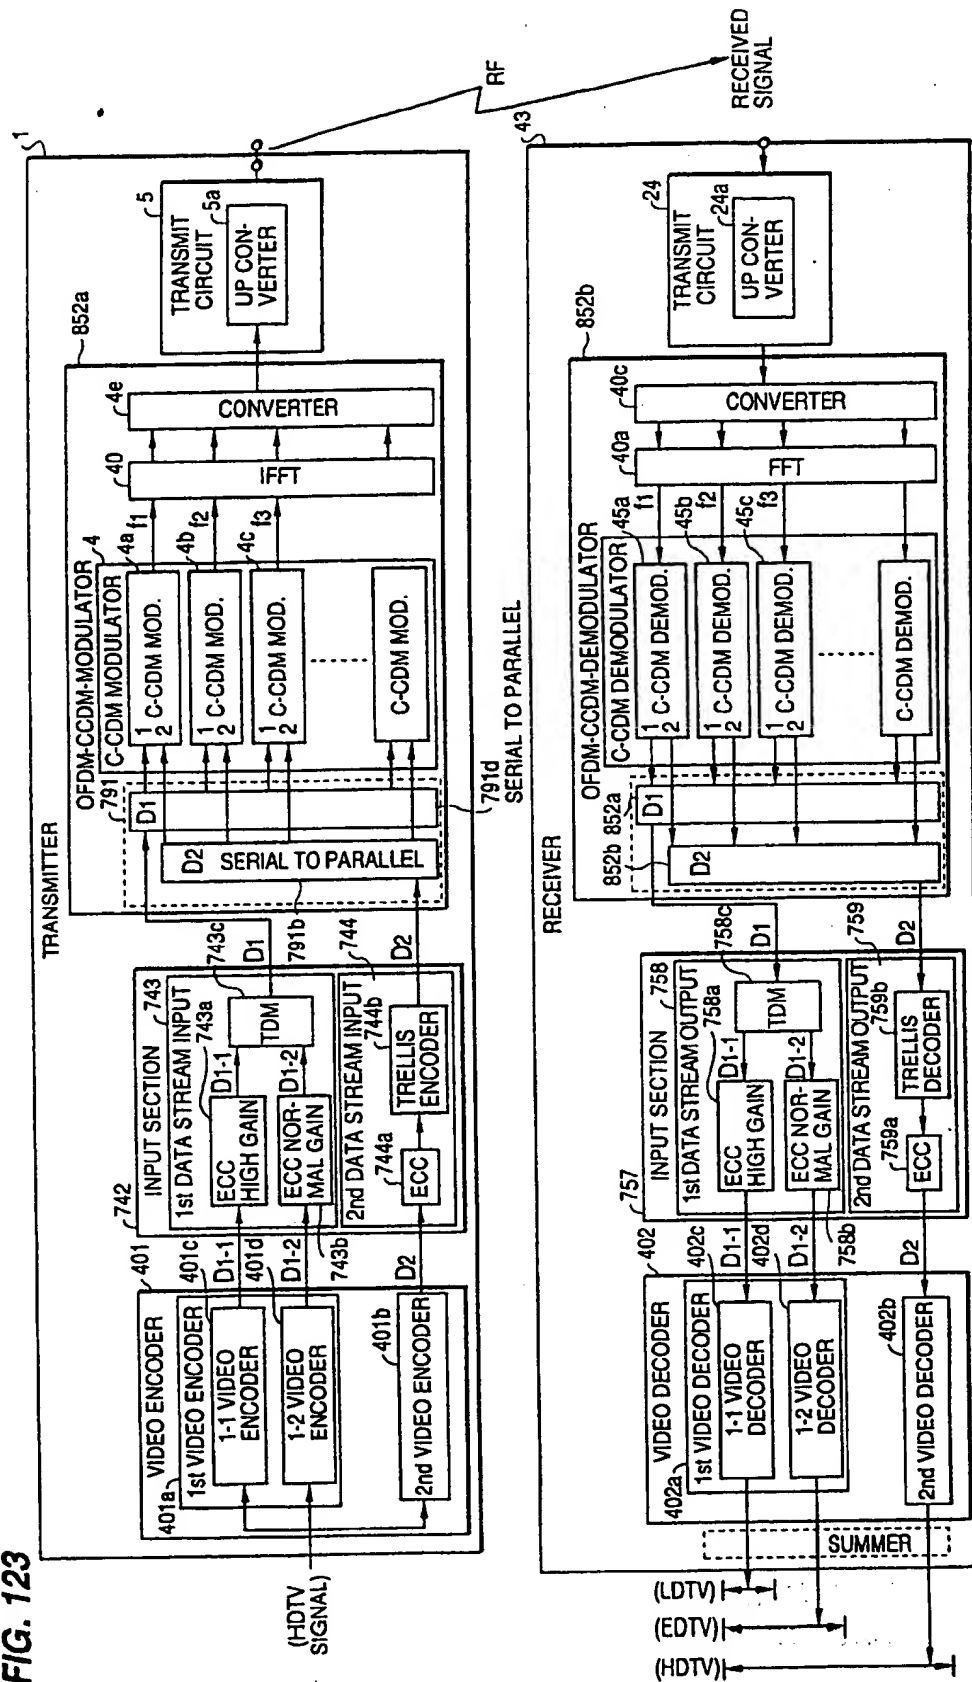 FIG. 123
TRANSMITTER
1
(HDTV
SIGNAL)
VIDEO ENCODER
401
401a
1st VIDEO ENCODER
401c
1-1 VIDEO
ENCODER
401d
1-2 VIDEO
ENCODER
401b
2nd VIDEO ENCODER
D1-1
D1-2
D2
742
INPUT SECTION
743
1st DATA STREAM INPUT
743a
ECC
HIGH GAIN
ECC NOR-
MAL GAIN
743b
D1-1
D1-2
743c
TDM
D1
2nd DATA STREAM INPUT
744
744a
ECC
744b
TRELLIS
ENCODER
D2
852a
OFDM-CCDM-MODULATOR
C-CDM MODULATOR
4
791
D1
D2
SERIAL TO PARALLEL
791b
791d
SERIAL TO PARALLEL
4a
1
2
C-CDM MOD.
4b
1
2
C-CDM MOD.
4c
1
2
C-CDM MOD.
C-CDM MOD.
f1
f2
f3
40
IFFT
4e
CONVERTER
5
TRANSMIT
CIRCUIT
5a
UP CON-
VERTER
RF
RECEIVED
SIGNAL
RECEIVER
43
24
TRANSMIT
CIRCUIT
24a
UP CON-
VERTER
852b
OFDM-CCDM-DEMODULATOR
C-CDM DEMODULATOR
40c
CONVERTER
40a
FFT
f1
f2
f3
45a
1
2
C-CDM DEMOD.
45b
1
2
C-CDM DEMOD.
45c
1
2
C-CDM DEMOD.
C-CDM DEMOD.
852a
D1
852b
D2
757
INPUT SECTION
758
1st DATA STREAM OUTPUT
758a
758c
D1
TDM
D1-1
D1-2
ECC
HIGH GAIN
ECC NOR-
MAL GAIN
758b
2nd DATA STREAM OUTPUT
759
759b
TRELLIS
DECODER
759a
ECC
D2
D1-1
D1-2
D2
402
VIDEO DECODER
402a
1st VIDEO DECODER
402c
1-1 VIDEO
DECODER
402d
1-2 VIDEO
DECODER
402b
2nd VIDEO DECODER
SUMMER
(LDTV)
(EDTV)
(HDTV)